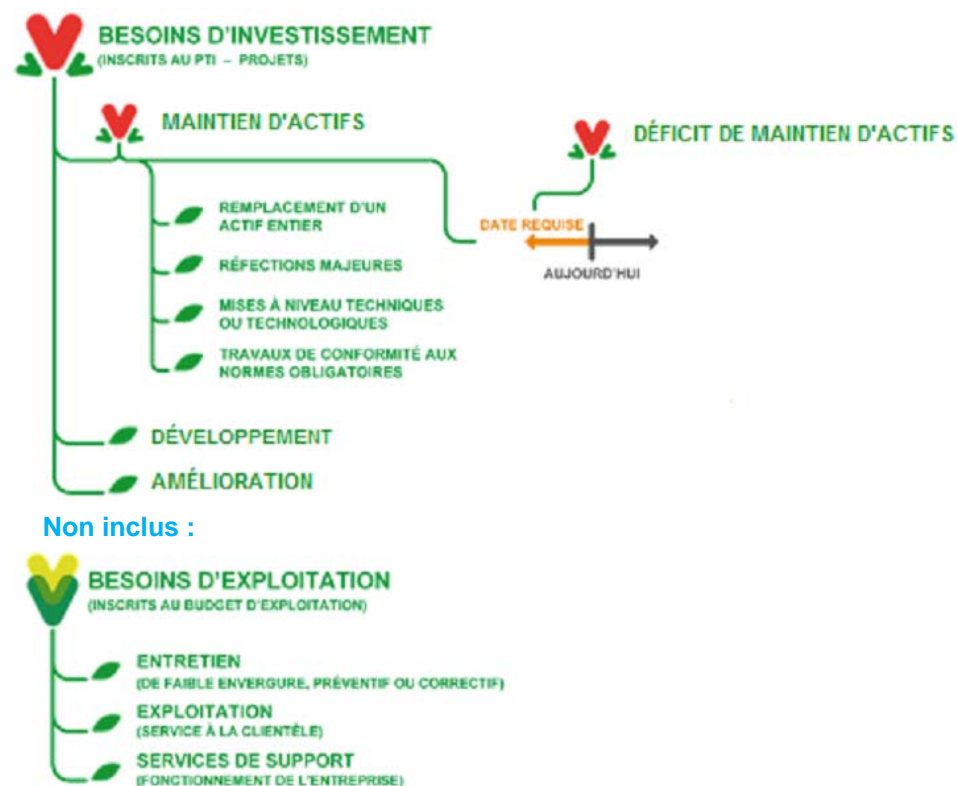 BESOINS D'INVESTISSEMENT
(INSCRITS AU PTI – PROJETS)
MAINTIEN D'ACTIFS
DÉFICIT DE MAINTIEN D'ACTIFS
REMPLACEMENT D'UN
ACTIF ENTIER
DATE REQUISE
AUJOURD'HUI
RÉFECTIONS MAJEURES
MISES À NIVEAU TECHNIQUES
OU TECHNOLOGIQUES
TRAVAUX DE CONFORMITÉ AUX
NORMES OBLIGATOIRES
DÉVELOPPEMENT
AMÉLIORATION
Non inclus :
BESOINS D'EXPLOITATION
(INSCRITS AU BUDGET D'EXPLOITATION)
ENTRETIEN
(DE FAIBLE ENVERGURE, PRÉVENTIF OU CORRECTIF)
EXPLOITATION
(SERVICE À LA CLIENTÈLE)
SERVICES DE SUPPORT
(FONCTIONNEMENT DE L'ENTREPRISE)